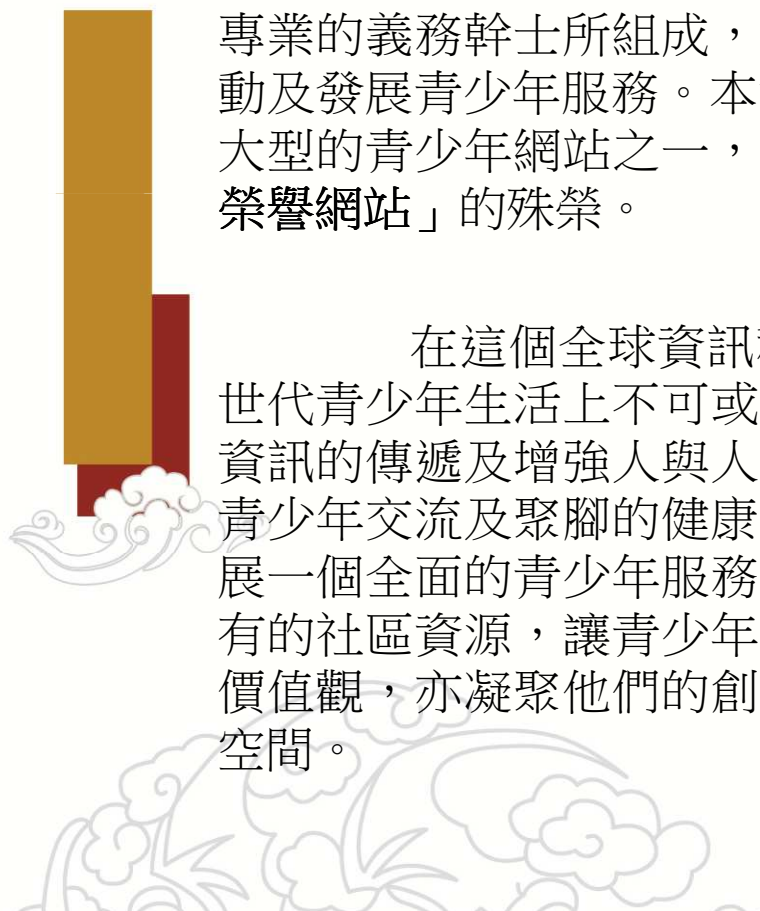 專業的義務幹士所組成，
動及發展青少年服務。本
大型的青少年網站之一，
榮譽網站」的殊榮。
在這個全球資訊
世代青少年生活上不可或
資訊的傳遞及增強人與人
青少年交流及聚腳的健康
展一個全面的青少年服務
有的社區資源，讓青少年
價值觀，亦凝聚他們的創
空間。